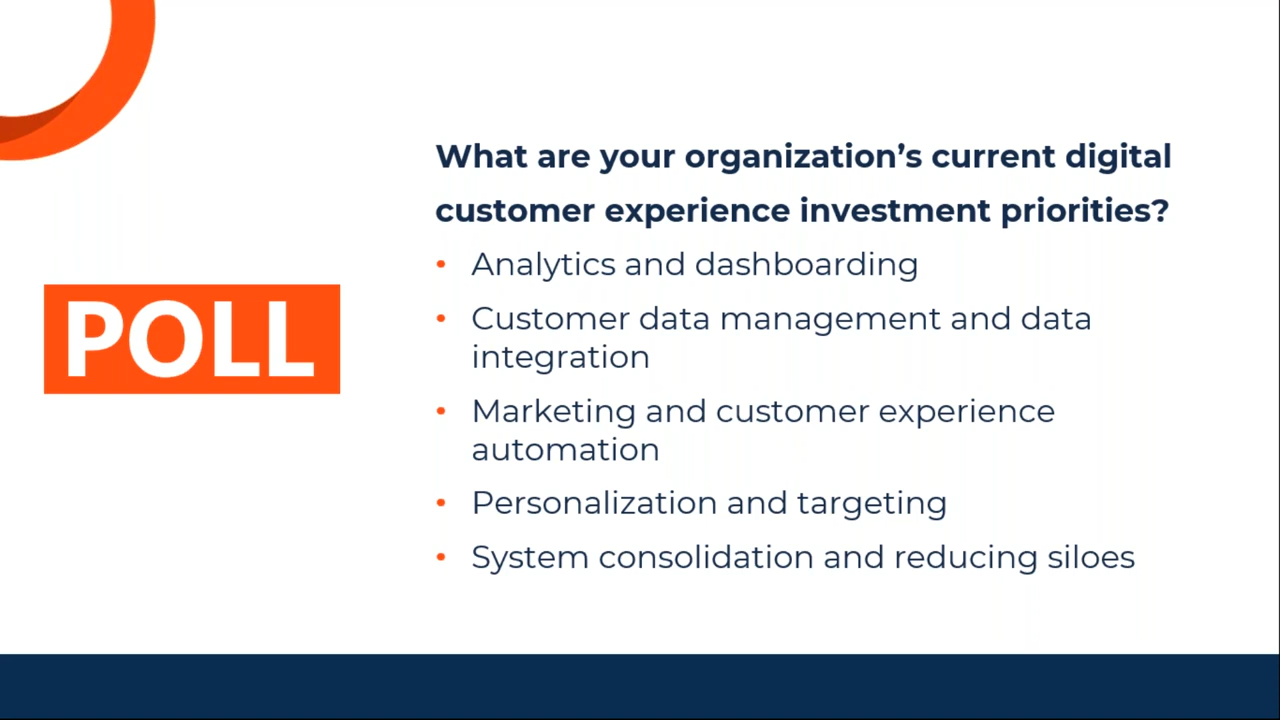 POLL
What are your organization’s current digital
customer experience investment priorities?
• Analytics and dashboarding
• Customer data management and data
integration
• Marketing and customer experience
automation
• Personalization and targeting
• System consolidation and reducing siloes